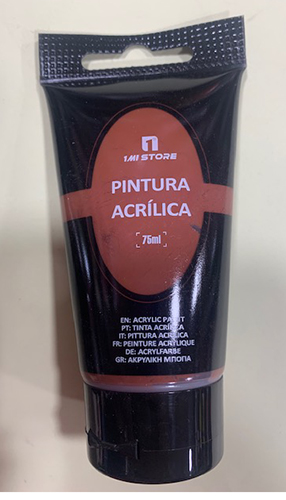 1
1MI STORE
PINTURA
ACRÍLICA
75ml
EN: ACRYLIC PAINT
PT: TINTA ACRÍLICA
IT: PITTURA ACRILICA
FR: PEINTURE ACRYLIQUE
DE: ACRYLFARBE
GR: ΑΚΡΥΛΙΚΗ ΜΠΟΓΙΑ